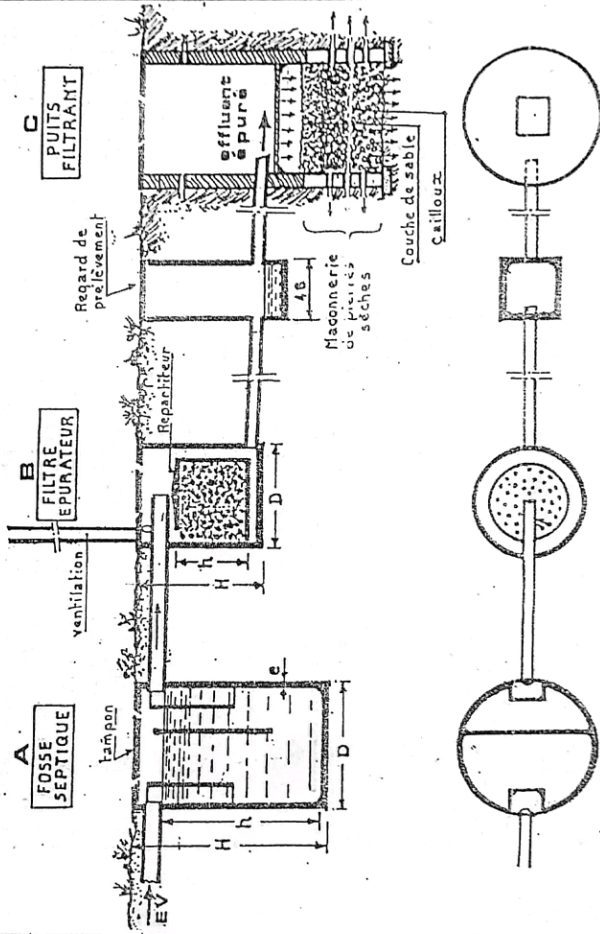 A
FOSSE
SEPTIQUE
B
FILTRE
EPURATEUR
C
PUITS
FILTRANT
tampon
ventilation
Repartiteur
Regard de
prélèvement
effluent
épuré
EV
H
h
D
e
H
h
D
Maçonnerie
de pierres
sèches
Couche de sable
Cailloux